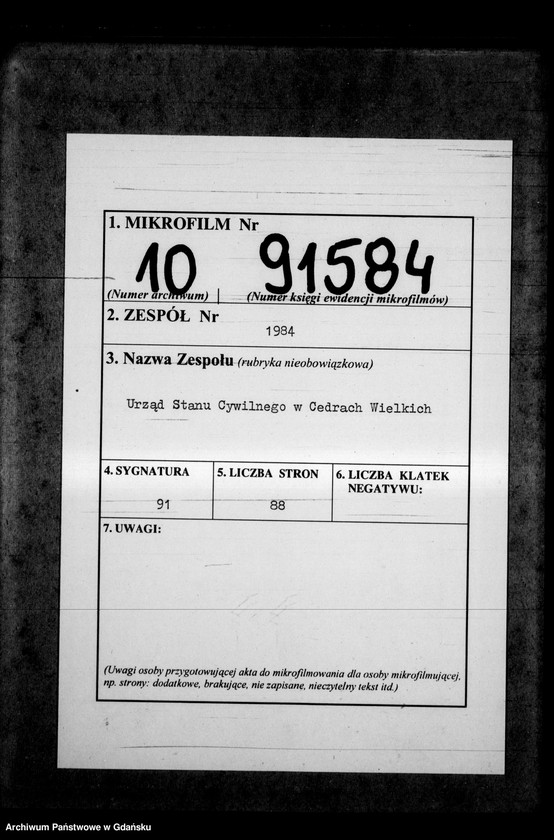 1. MIKROFILM Nr
10 91584
(Numer archiwum) (Numer księgi ewidencji mikrofilmów)
2. ZESPÓŁ Nr
1984
3. Nazwa Zespołu (rubryka nieobowiązkowa)
Urząd Stanu Cywilnego w Cedrach Wielkich
4. SYGNATURA 5. LICZBA STRON 6. LICZBA KLATEK
NEGATYWU:
91 88
7. UWAGI:
(Uwagi osoby przygotowującej akta do mikrofilmowania dla osoby mikrofilmującej,
np. strony: dodatkowe, brakujące, nie zapisane, nieczytelny tekst itd.)
Archiwum Państwowe w Gdańsku